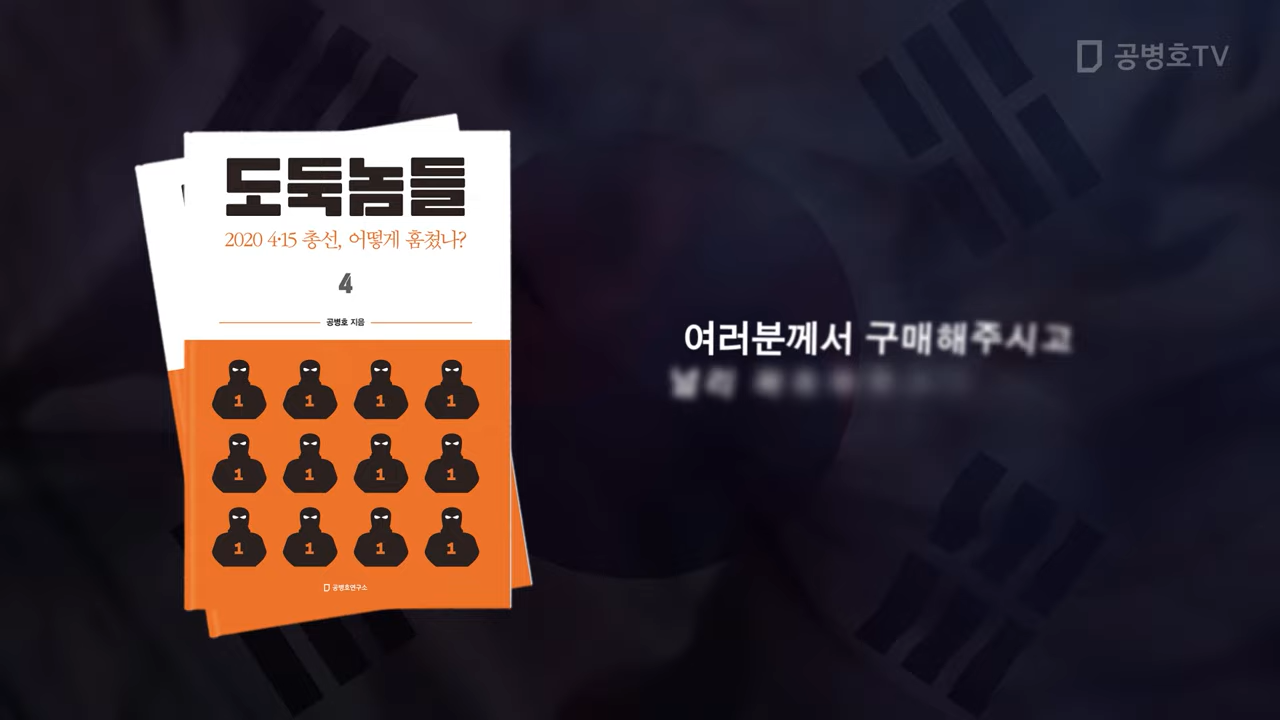 공병호TV
도둑놈들
2020 4·15 총선, 어떻게 훔쳤나?
4
공병호 지음
1 1 1 1
1 1 1 1
1 1 1 1
공병호연구소
여러분께서 구매해주시고
널리